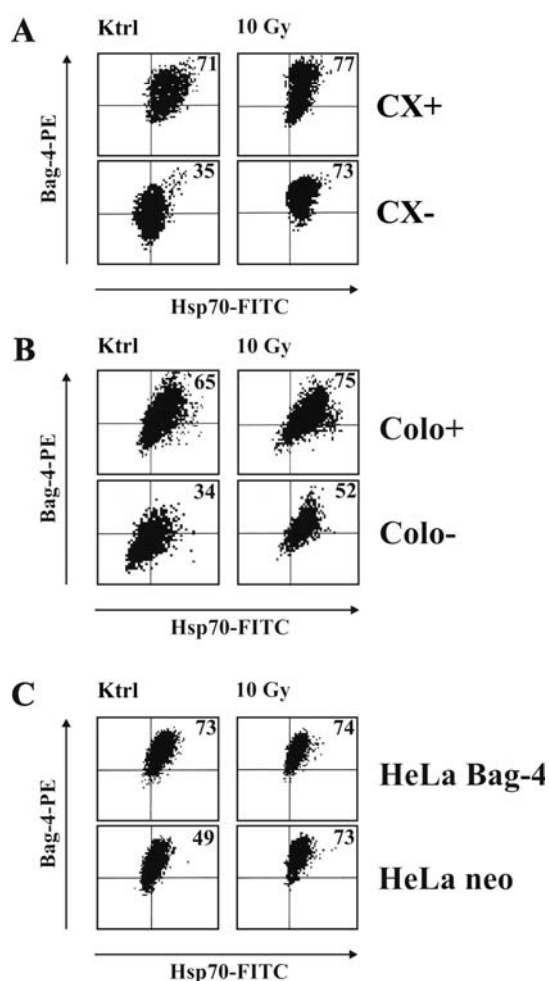 A
Ktrl 10 Gy
71 77
CX+
Bag-4-PE
35 73
CX-
Hsp70-FITC
B
Ktrl 10 Gy
65 75
Colo+
Bag-4-PE
34 52
Colo-
Hsp70-FITC
C
Ktrl 10 Gy
73 74
HeLa Bag-4
Bag-4-PE
49 73
HeLa neo
Hsp70-FITC